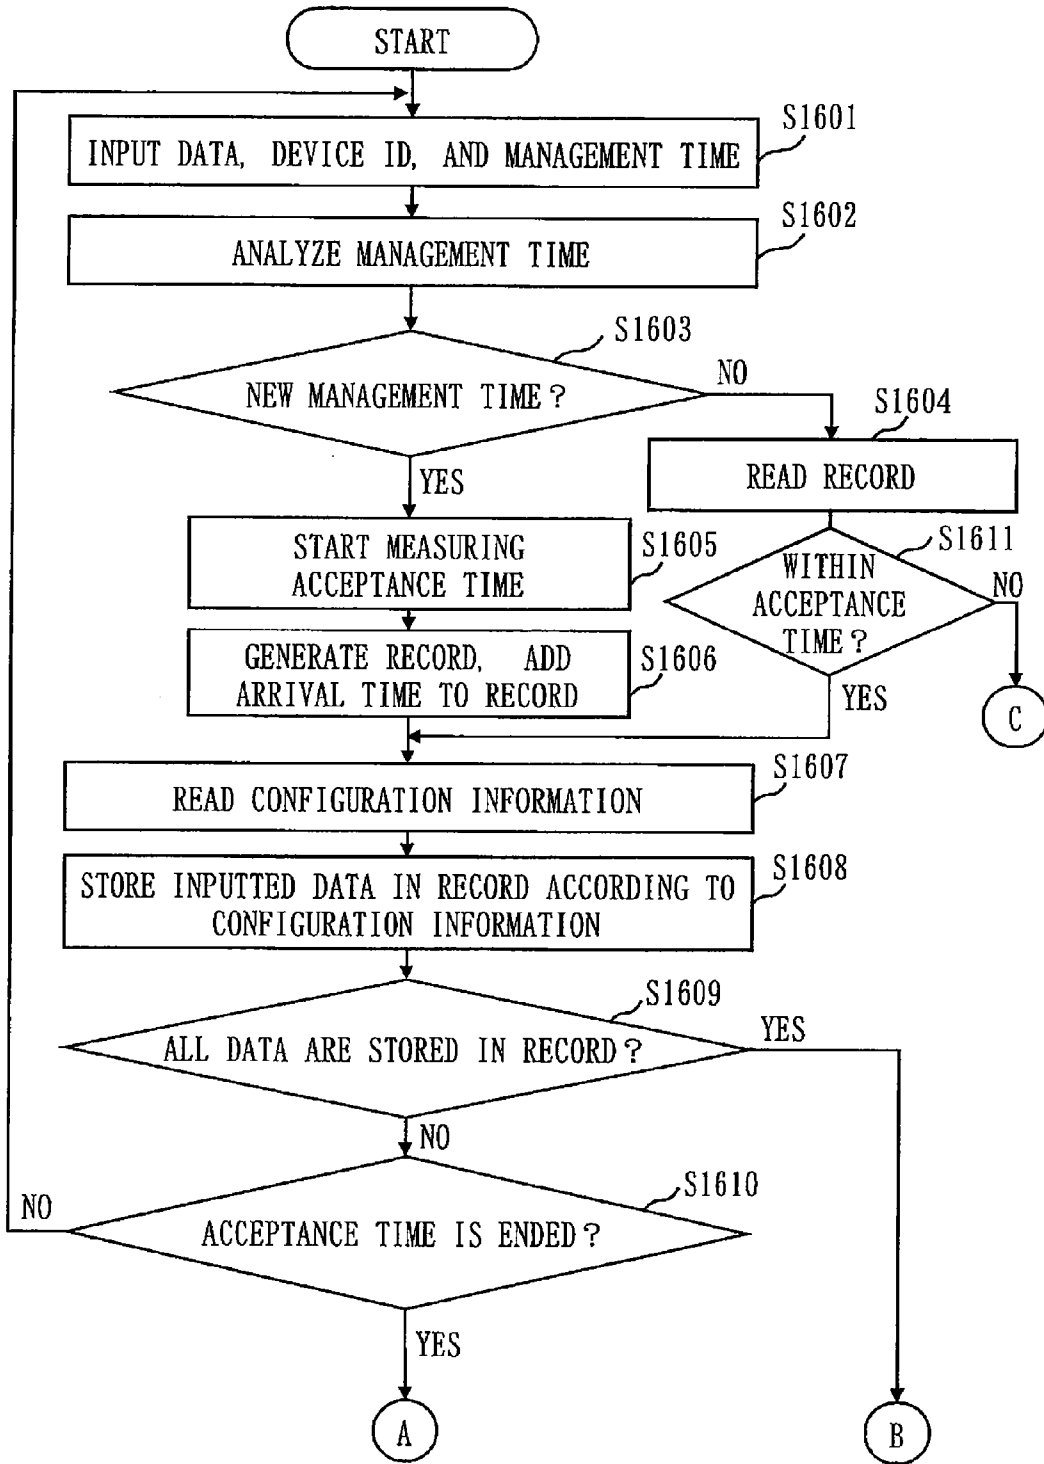 START
S1601
INPUT DATA, DEVICE ID, AND MANAGEMENT TIME
S1602
ANALYZE MANAGEMENT TIME
S1603
NEW MANAGEMENT TIME?
NO
S1604
READ RECORD
YES
START MEASURING
ACCEPTANCE TIME
S1605
S1611
WITHIN
ACCEPTANCE
TIME?
NO
GENERATE RECORD, ADD
ARRIVAL TIME TO RECORD
S1606
YES
C
S1607
READ CONFIGURATION INFORMATION
S1608
STORE INPUTTED DATA IN RECORD ACCORDING TO
CONFIGURATION INFORMATION
S1609
ALL DATA ARE STORED IN RECORD?
YES
NO
S1610
NO
ACCEPTANCE TIME IS ENDED?
YES
A
B